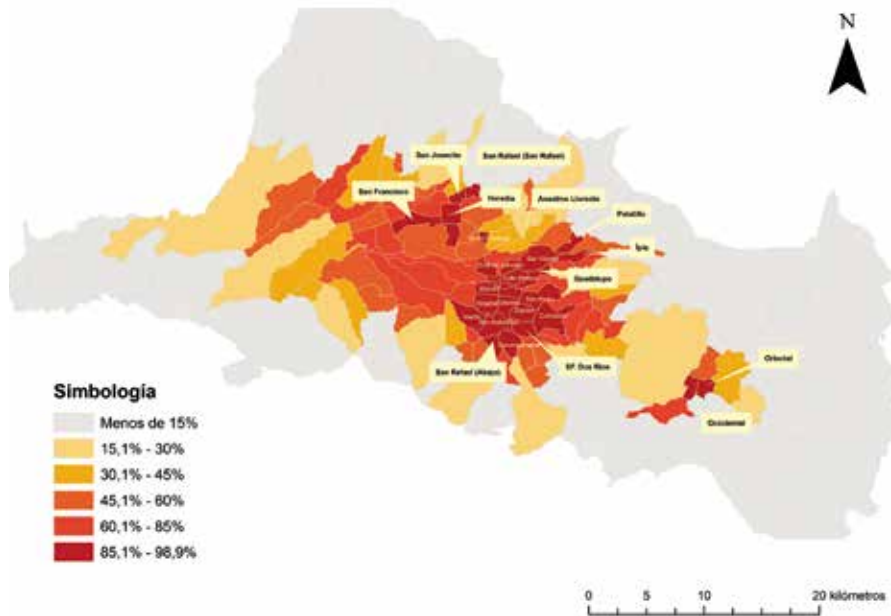 N
San Josecito
San Rafael (San Rafael)
San Francisco
Heredia
Anselmo Llorente
Patalillo
Ipís
Guadalupe
San Rafael (Abajo)
SF. Dos Ríos
Oriental
Occidental
Simbología
Menos de 15%
15,1% - 30%
30,1% - 45%
45,1% - 60%
60,1% - 85%
85,1% - 98,9%
0 5 10 20 kilómetros